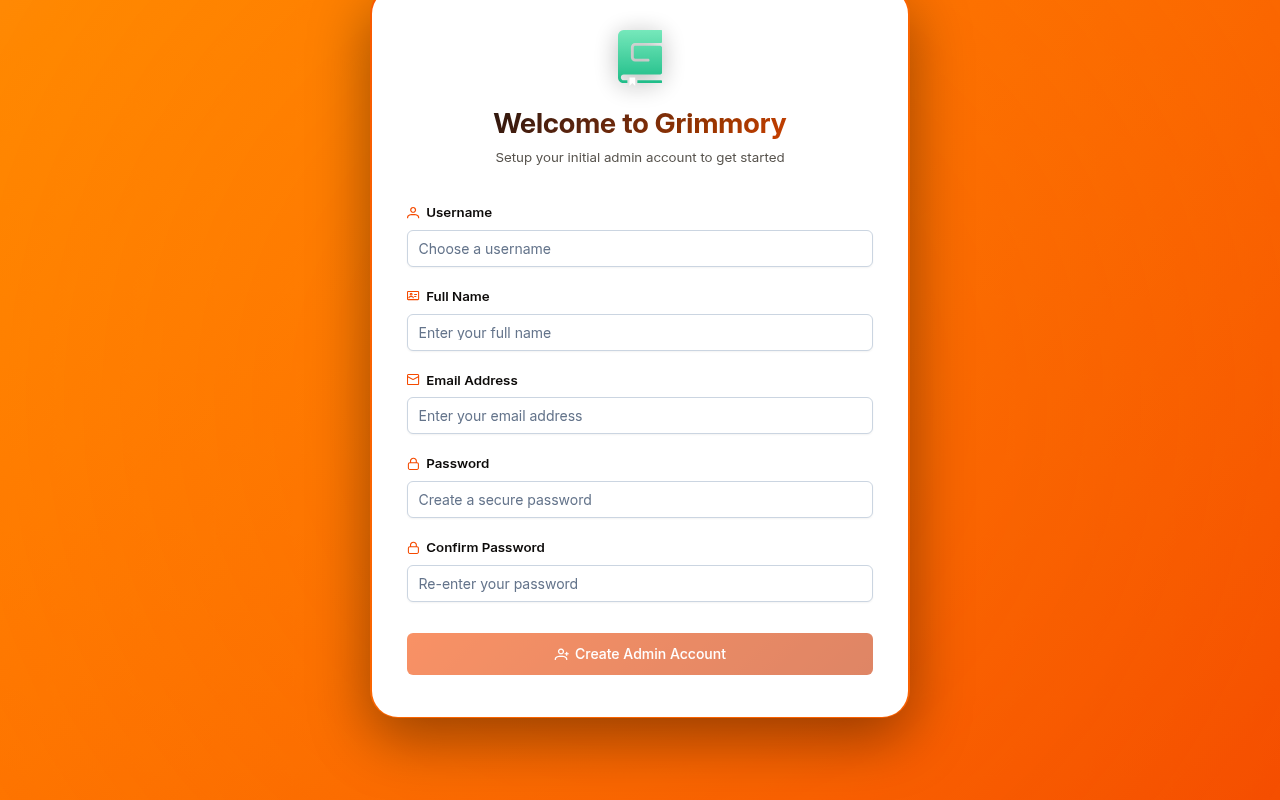 Welcome to Grimmory
Setup your initial admin account to get started
Username
Choose a username
Full Name
Enter your full name
Email Address
Enter your email address
Password
Create a secure password
Confirm Password
Re-enter your password
Create Admin Account